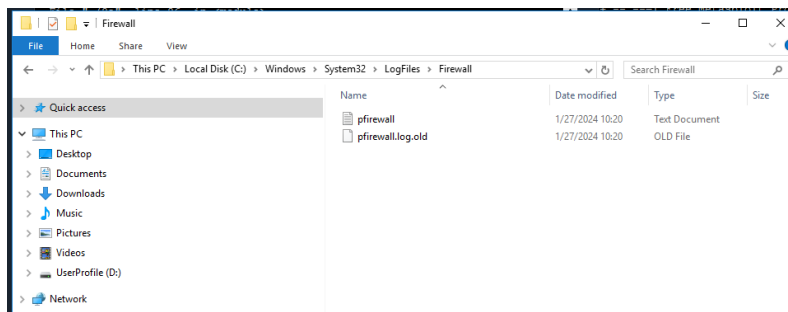 Firewall
File Home Share View
This PC > Local Disk (C:) > Windows > System32 > LogFiles > Firewall
Search Firewall
Name Date modified Type Size
Quick access
pfirewall 1/27/2024 10:20 Text Document
This PC
pfirewall.log.old 1/27/2024 10:20 OLD File
Desktop
Documents
Downloads
Music
Pictures
Videos
UserProfile (D:)
Network